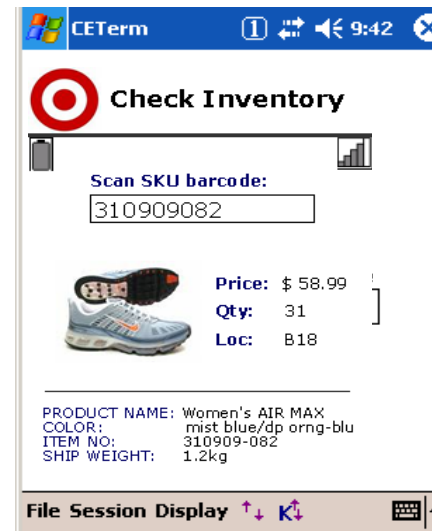 CETerm 1 9:42
Check Inventory
Scan SKU barcode:
310909082
Price: $ 58.99
Qty: 31
Loc: B18
PRODUCT NAME: Women's AIR MAX
COLOR: mist blue/dp orng-blu
ITEM NO: 310909-082
SHIP WEIGHT: 1.2kg
File Session Display K